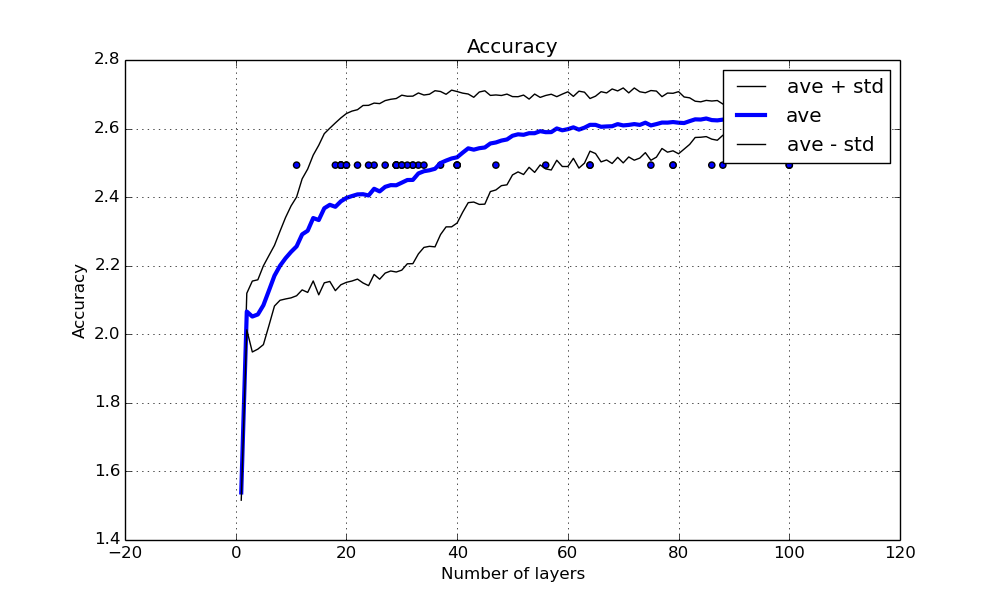 Accuracy
2.8
2.6
2.4
2.2
2.0
1.8
1.6
1.4
Accuracy
ave + std
ave
ave - std
−20 0 20 40 60 80 100 120
Number of layers